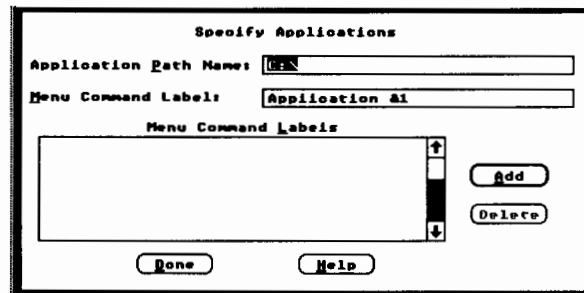 Specify Applications
Application Path Name: C:\
Menu Command Label: Application &1
Menu Command Labels
Add
Delete
Done Help